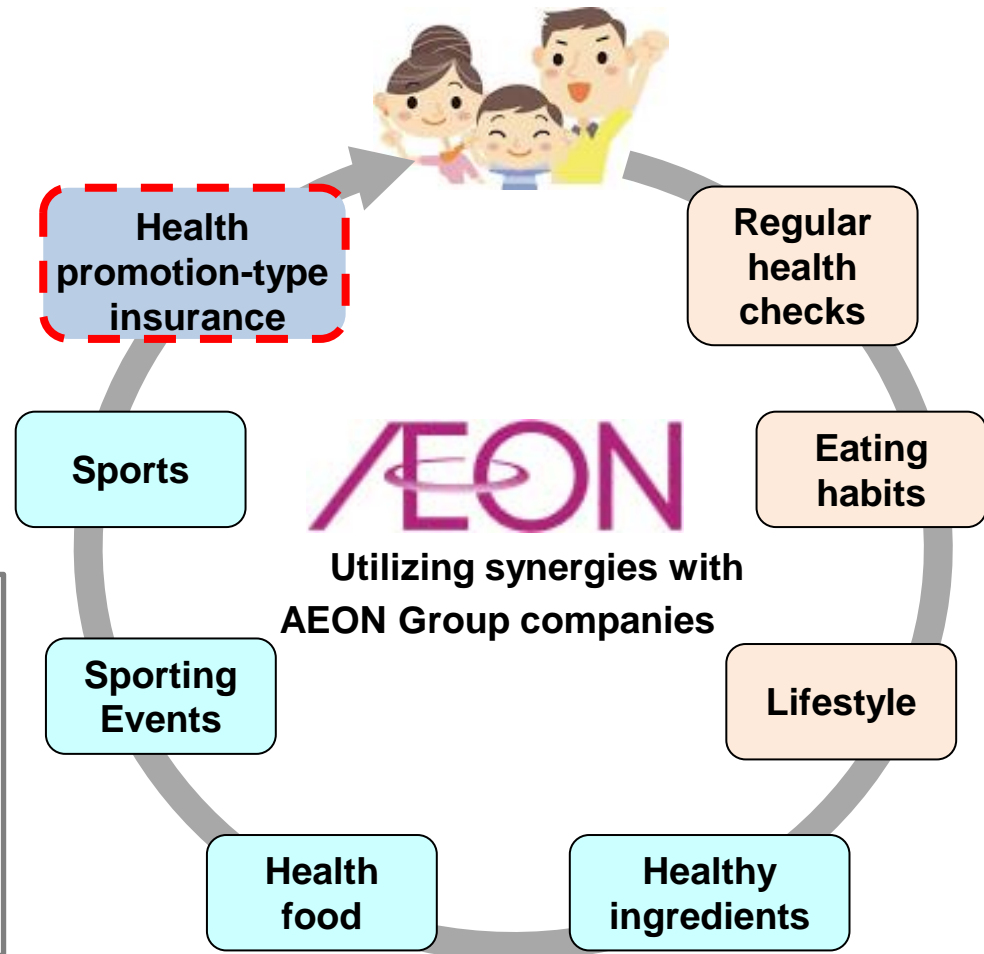 Health
promotion-type
insurance
Regular
health
checks
Sports
ÆON
Eating
habits
Utilizing synergies with
AEON Group companies
Sporting
Events
Lifestyle
Health
food
Healthy
ingredients